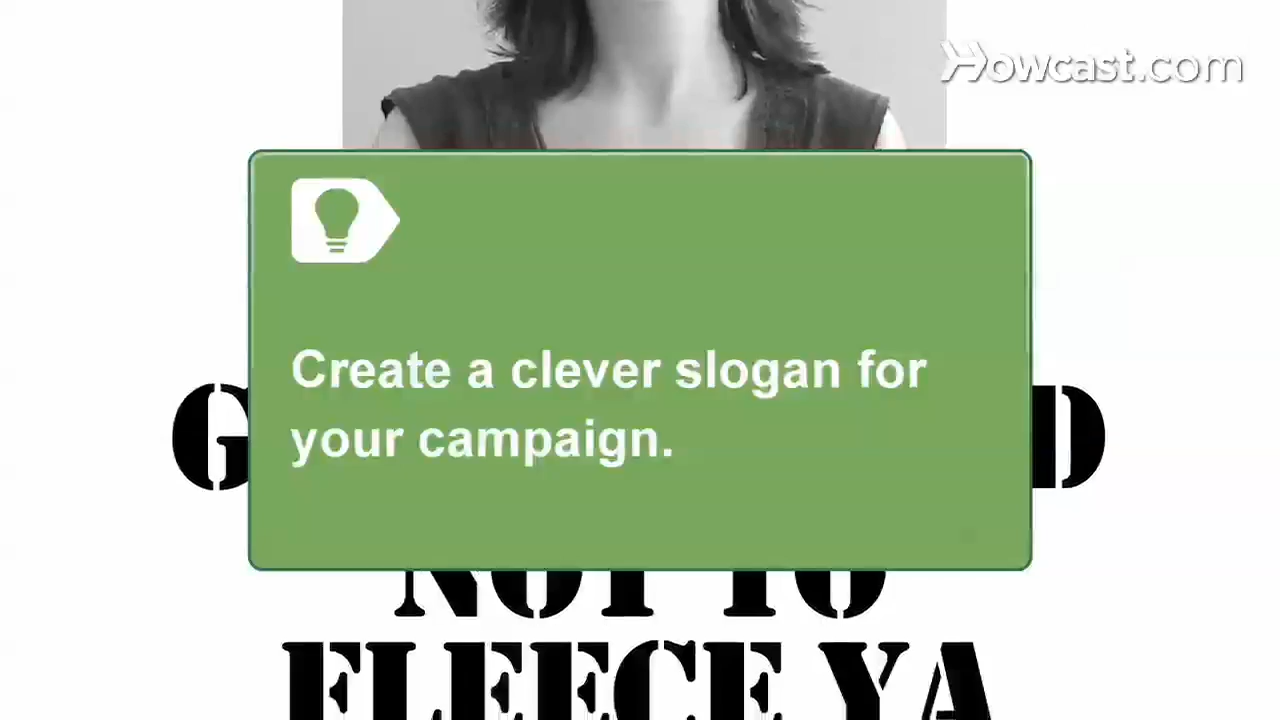 Howcast.com
Create a clever slogan for
your campaign.
NOT TO
FLEECE YA